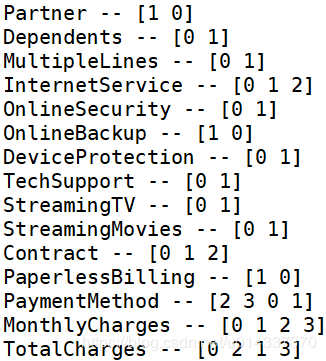 Partner -- [1 0]
Dependents -- [0 1]
MultipleLines -- [0 1]
InternetService -- [0 1 2]
OnlineSecurity -- [0 1]
OnlineBackup -- [1 0]
DeviceProtection -- [0 1]
TechSupport -- [0 1]
StreamingTV -- [0 1]
StreamingMovies -- [0 1]
Contract -- [0 1 2]
PaperlessBilling -- [1 0]
PaymentMethod -- [2 3 0 1]
MonthlyCharges -- [0 1 2 3]
TotalCharges -- [0 2 1 3]